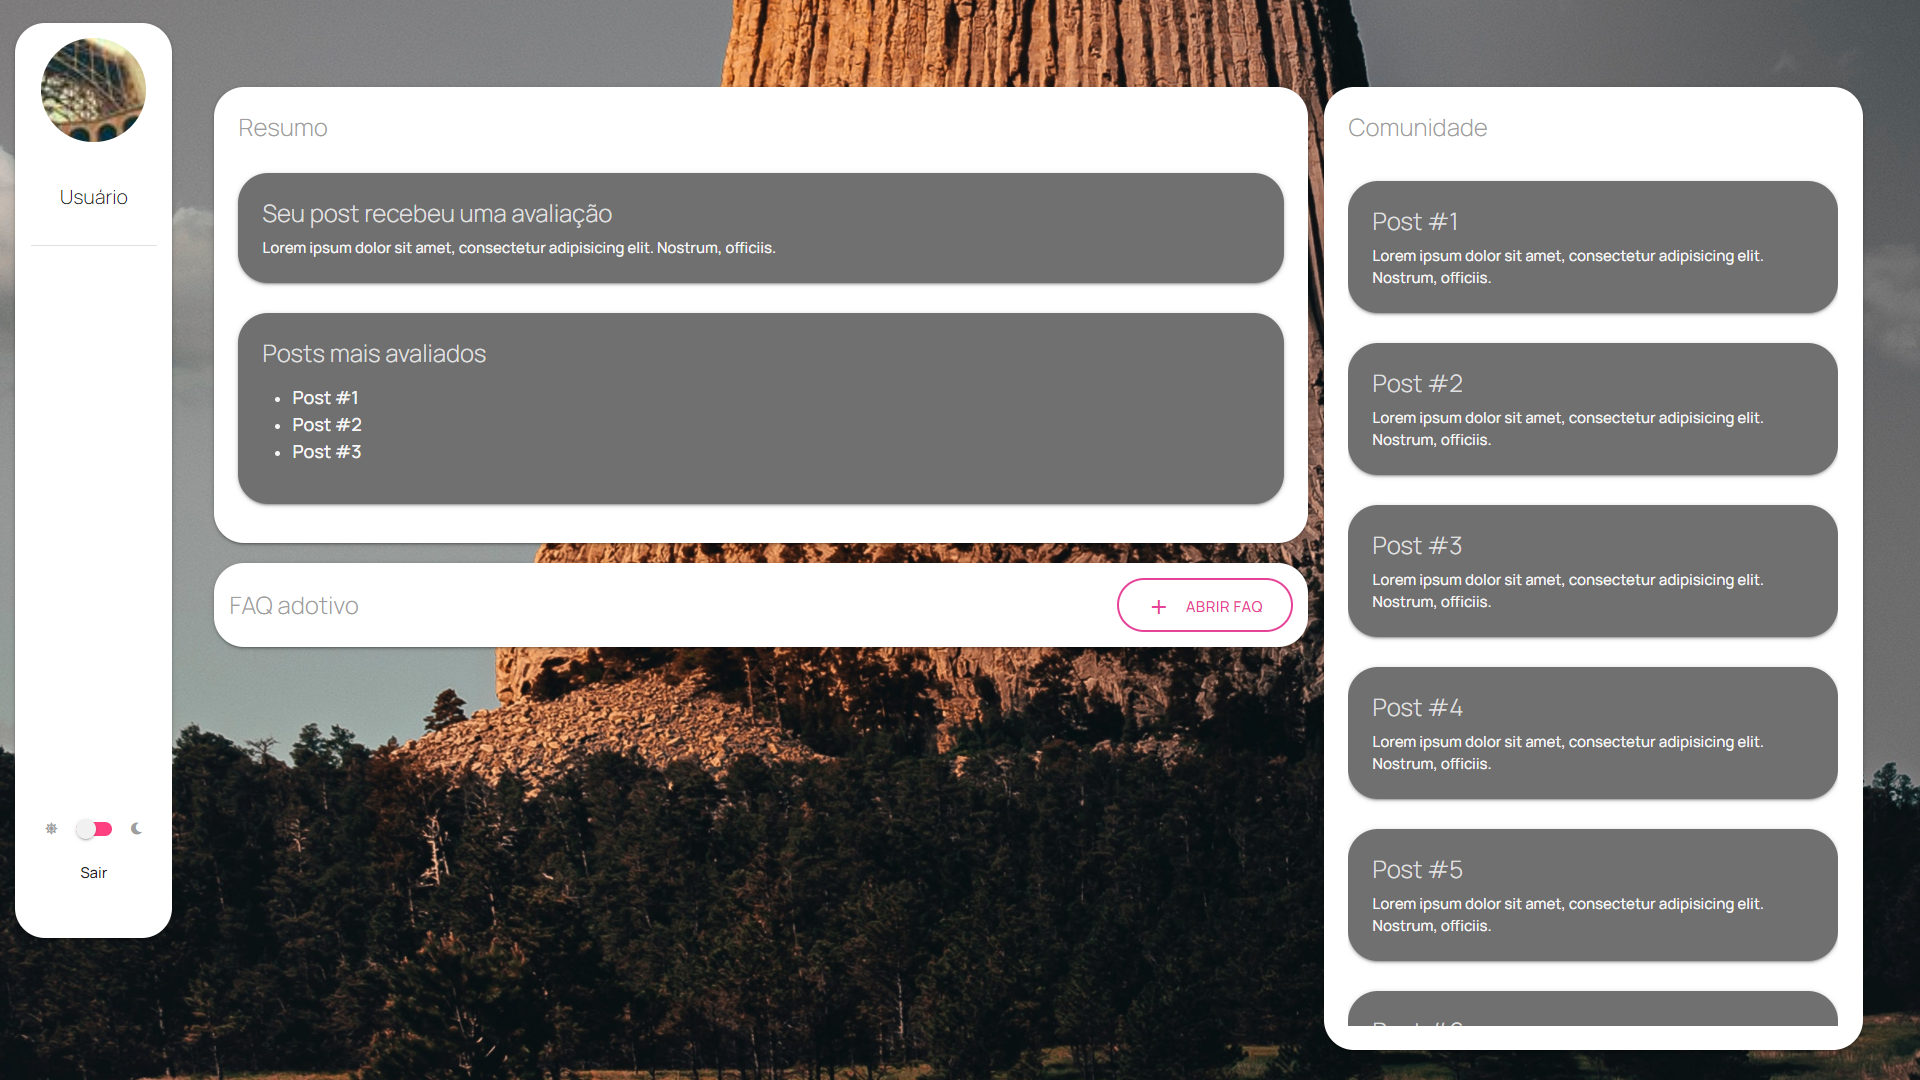 Usuário
Sair
Resumo
Seu post recebeu uma avaliação
Lorem ipsum dolor sit amet, consectetur adipisicing elit. Nostrum, officiis.
Posts mais avaliados
Post #1
Post #2
Post #3
FAQ adotivo
ABRIR FAQ
Comunidade
Post #1
Lorem ipsum dolor sit amet, consectetur adipisicing elit.
Nostrum, officiis.
Post #2
Lorem ipsum dolor sit amet, consectetur adipisicing elit.
Nostrum, officiis.
Post #3
Lorem ipsum dolor sit amet, consectetur adipisicing elit.
Nostrum, officiis.
Post #4
Lorem ipsum dolor sit amet, consectetur adipisicing elit.
Nostrum, officiis.
Post #5
Lorem ipsum dolor sit amet, consectetur adipisicing elit.
Nostrum, officiis.